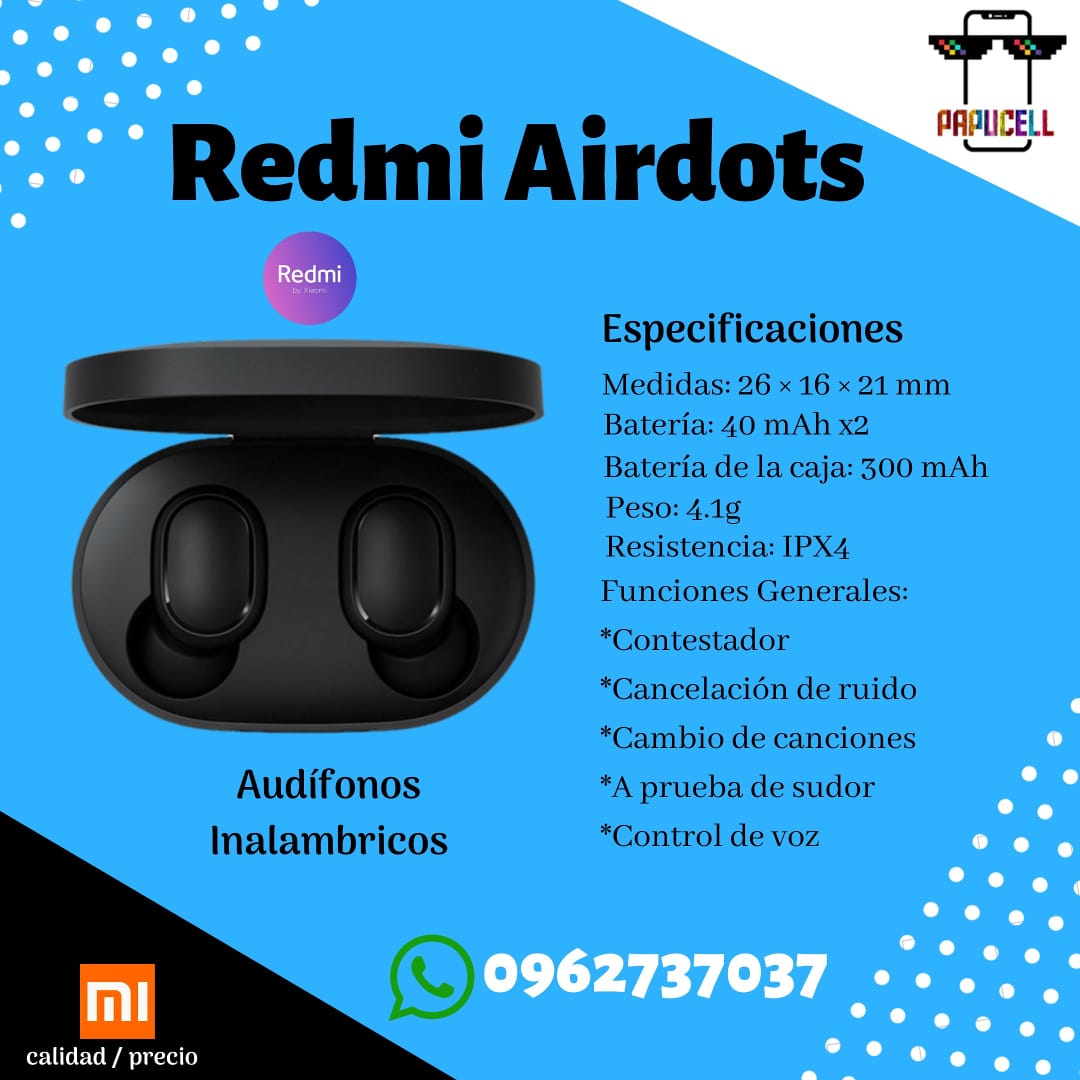 PAPUCELL
Redmi Airdots
Redmi
by Xiaomi
Especificaciones
Medidas: 26 × 16 × 21 mm
Batería: 40 mAh x2
Batería de la caja: 300 mAh
Peso: 4.1g
Resistencia: IPX4
Funciones Generales:
*Contestador
*Cancelación de ruido
*Cambio de canciones
*A prueba de sudor
*Control de voz
Audífonos
Inalambricos
0962737037
mi
calidad / precio